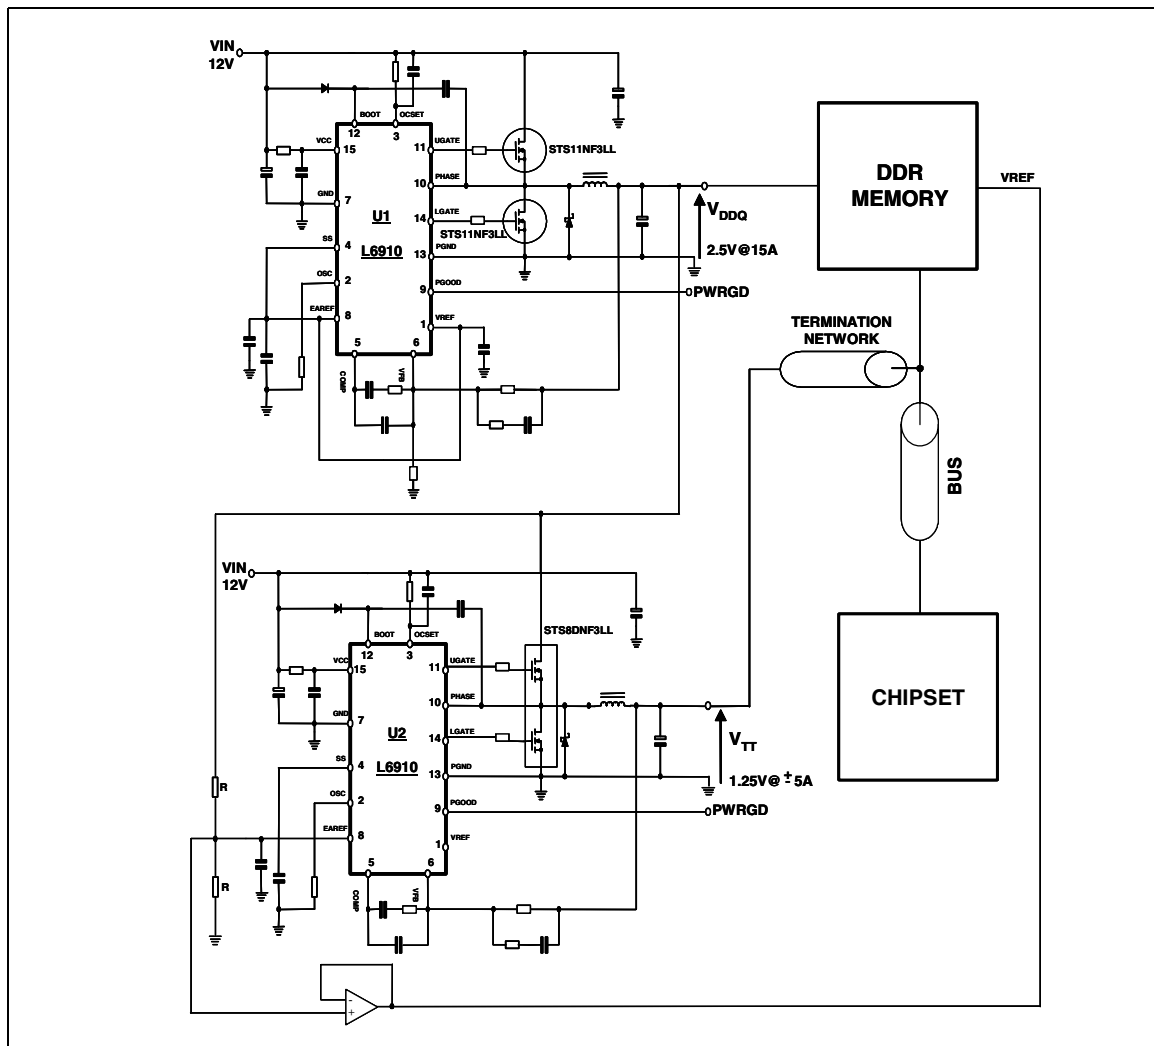 VIN
12V
BOOT
OCSET
12
3
VCC
15
11
UGATE
STS11NF3LL
10
PHASE
GND
7
U1
14
LGATE
STS11NF3LL
L6910
SS
4
13
PGND
OSC
2
9
PGOOD
PWRGD
EAREF
8
1
VREF
5
6
COMP
VFB
VDDQ
2.5V@15A
DDR
MEMORY
VREF
TERMINATION
NETWORK
BUS
CHIPSET
VIN
12V
BOOT
OCSET
12
3
STS8DNF3LL
VCC
15
11
UGATE
10
PHASE
GND
7
U2
14
LGATE
L6910
SS
4
13
PGND
OSC
2
9
PGOOD
PWRGD
EAREF
8
1
VREF
5
6
COMP
VFB
VTT
1.25V@ ± 5A
R
R
-
+